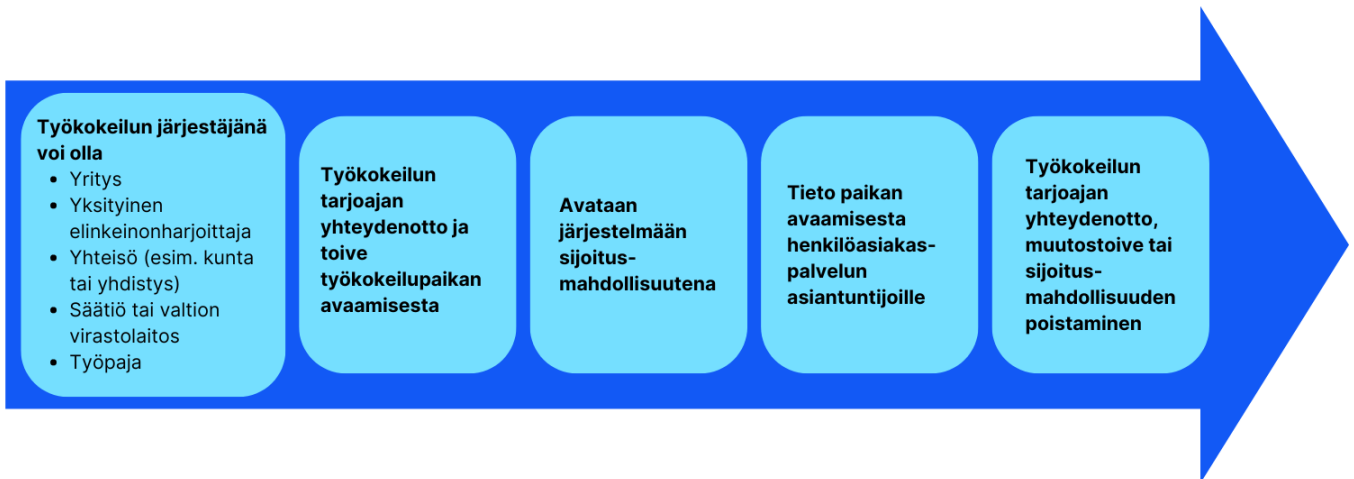 Työkokeilun järjestäjänä
voi olla
• Yritys
• Yksityinen
elinkeinonharjoittaja
• Yhteisö (esim. kunta
tai yhdistys)
• Säätiö tai valtion
virastolaitos
• Työpaja
Työkokeilun
tarjoajan
yhteydenotto ja
toive
työkokeilupaikan
avaamisesta
Avataan
järjestelmään
sijoitus-
mahdollisuutena
Tieto paikan
avaamisesta
henkilöasiakas-
palvelun
asiantuntijoille
Työkokeilun
tarjoajan
yhteydenotto,
muutostoive tai
sijoitus-
mahdollisuuden
poistaminen